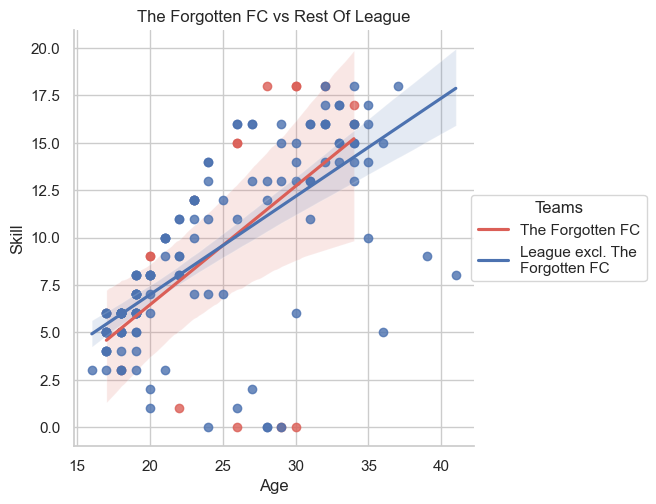 The Forgotten FC vs Rest Of League
20.0
17.5
15.0
12.5
10.0
7.5
5.0
2.5
0.0
Skill
15
20
25
30
35
40
Age
Teams
The Forgotten FC
League excl. The
Forgotten FC